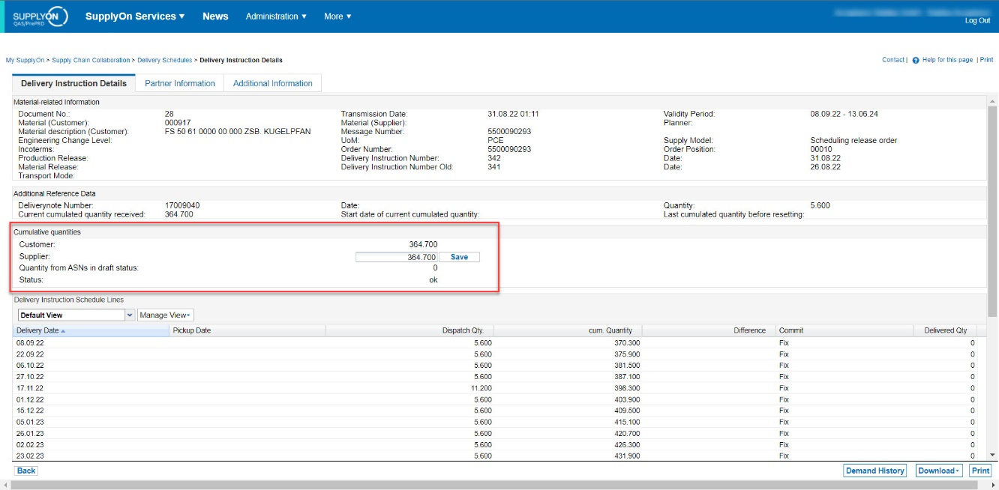 SUPPLYON
QAS/PrePRD
SupplyOn Services ▼ News Administration ▼ More ▼
Log Out
My SupplyOn > Supply Chain Collaboration > Delivery Schedules > Delivery Instruction Details Contact | ? Help for this page | Print
Delivery Instruction Details Partner Information Additional Information
Material-related Information
Document No.: 28 Transmission Date: 31.08.22 01:11 Validity Period: 08.09.22 - 13.06.24
Material (Customer): 000917 Material (Supplier): Planner:
Material description (Customer): FS 50 61 0000 00 000 ZSB. KUGELPFAN Message Number: 5500090293
Engineering Change Level: UoM: PCE Supply Model: Scheduling release order
Incoterms: Order Number: 5500090293 Order Position: 00010
Production Release: Delivery Instruction Number: 342 Date: 31.08.22
Material Release: Delivery Instruction Number Old: 341 Date: 26.08.22
Transport Mode:
Additional Reference Data
Deliverynote Number: 17009040 Date: Quantity: 5.600
Current cumulated quantity received: 364.700 Start date of current cumulated quantity: Last cumulated quantity before resetting:
Cumulative quantities
Customer: 364.700
Supplier: 364.700 Save
Quantity from ASNs in draft status: 0
Status: ok
Delivery Instruction Schedule Lines
Default View Manage View
Delivery Date Pickup Date Dispatch Qty. cum. Quantity Difference Commit Delivered Qty
08.09.22 5.600 370.300 Fix 0
22.09.22 5.600 375.900 Fix 0
06.10.22 5.600 381.500 Fix 0
27.10.22 5.600 387.100 Fix 0
17.11.22 11.200 398.300 Fix 0
01.12.22 5.600 403.900 Fix 0
15.12.22 5.600 409.500 Fix 0
05.01.23 5.600 415.100 Fix 0
26.01.23 5.600 420.700 Fix 0
02.02.23 5.600 426.300 Fix 0
23.02.23 5.600 431.900 Fix 0
Back Demand History Download Print